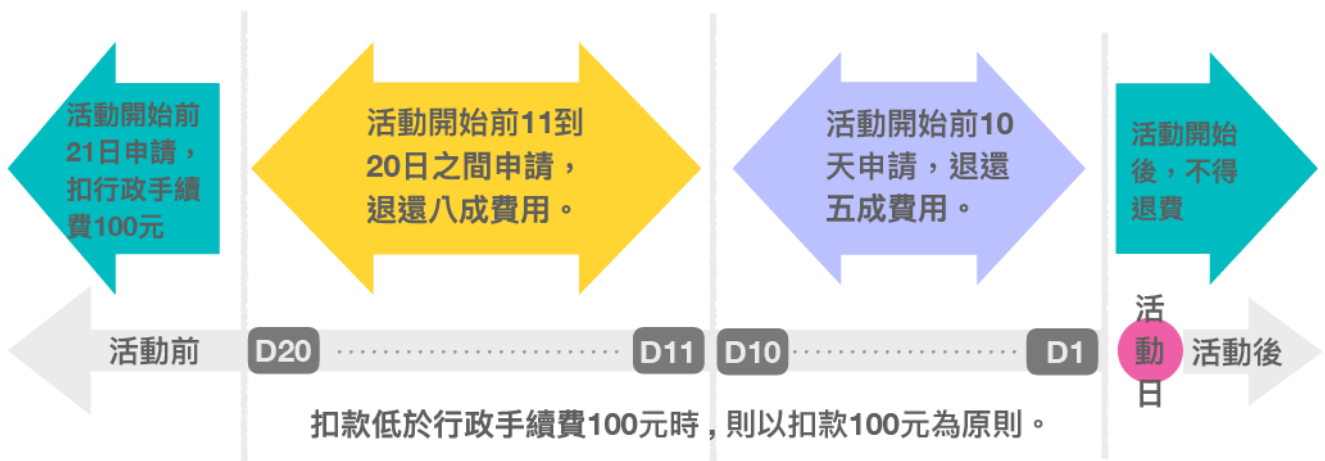 活動開始前
21日申請，
扣行政手續
費100元
活動開始前11到
20日之間申請，
退還八成費用。
活動開始前10
天申請，退還
五成費用。
活動開始
後，不得
退費
活動前
D20
D11
D10
D1
活
動
日
活動後
扣款低於行政手續費100元時，則以扣款100元為原則。